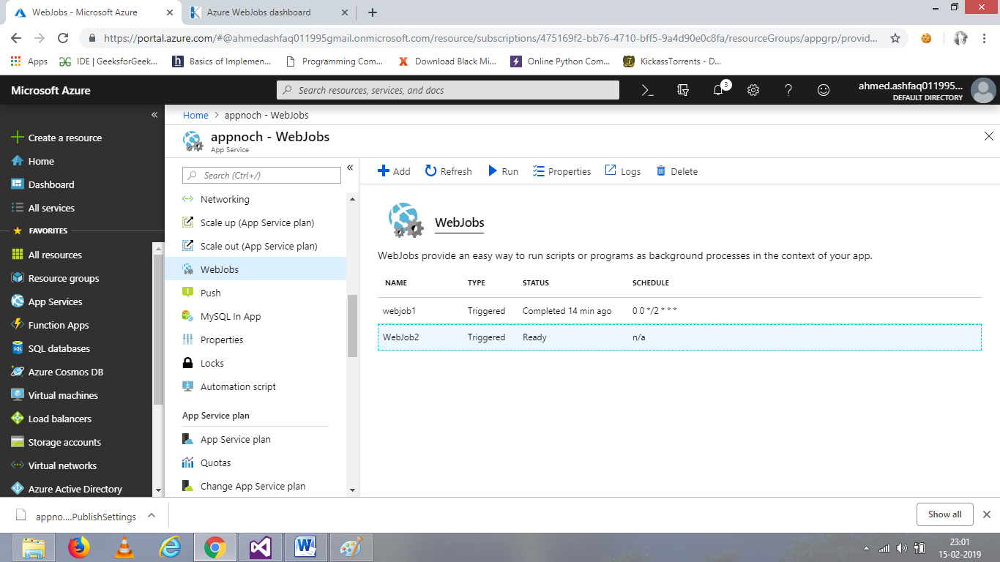 WebJobs - Microsoft Azure
Azure WebJobs dashboard
https://portal.azure.com/#@ahmedashfaq011995gmail.onmicrosoft.com/resource/subscriptions/475169f2-bb76-4710-bff5-9a4d90e0c8fa/resourceGroups/appgrp/provid...
Apps
IDE | GeeksforGeek...
Basics of Implemen...
Programming Com...
Download Black Mi...
Online Python Com...
KickassTorrents - D...
Microsoft Azure
Search resources, services, and docs
3
ahmed.ashfaq011995...
DEFAULT DIRECTORY
Create a resource
Home
Dashboard
All services
FAVORITES
All resources
Resource groups
App Services
Function Apps
SQL databases
Azure Cosmos DB
Virtual machines
Load balancers
Storage accounts
Virtual networks
Azure Active Directory
Home > appnoch - WebJobs
appnoch - WebJobs
App Service
Search (Ctrl+/)
Networking
Scale up (App Service plan)
Scale out (App Service plan)
WebJobs
Push
MySQL In App
Properties
Locks
Automation script
App Service plan
App Service plan
Quotas
Change App Service plan
Add Refresh Run Properties Logs Delete
WebJobs
WebJobs provide an easy way to run scripts or programs as background processes in the context of your app.
NAME TYPE STATUS SCHEDULE
webjob1 Triggered Completed 14 min ago 0 0 */2 * * *
WebJob2 Triggered Ready n/a
appno....PublishSettings
Show all
23:01
15-02-2019